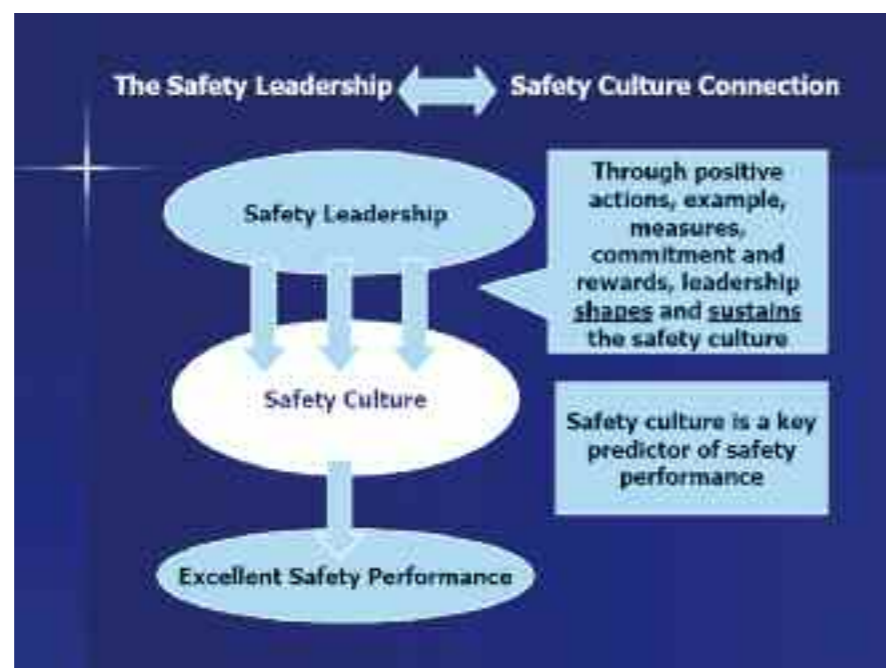 The Safety Leadership Safety Culture Connection
Safety Leadership
Through positive
actions, example,
measures,
commitment and
rewards, leadership
shapes and sustains
the safety culture
Safety Culture
Safety culture is a key
predictor of safety
performance
Excellent Safety Performance